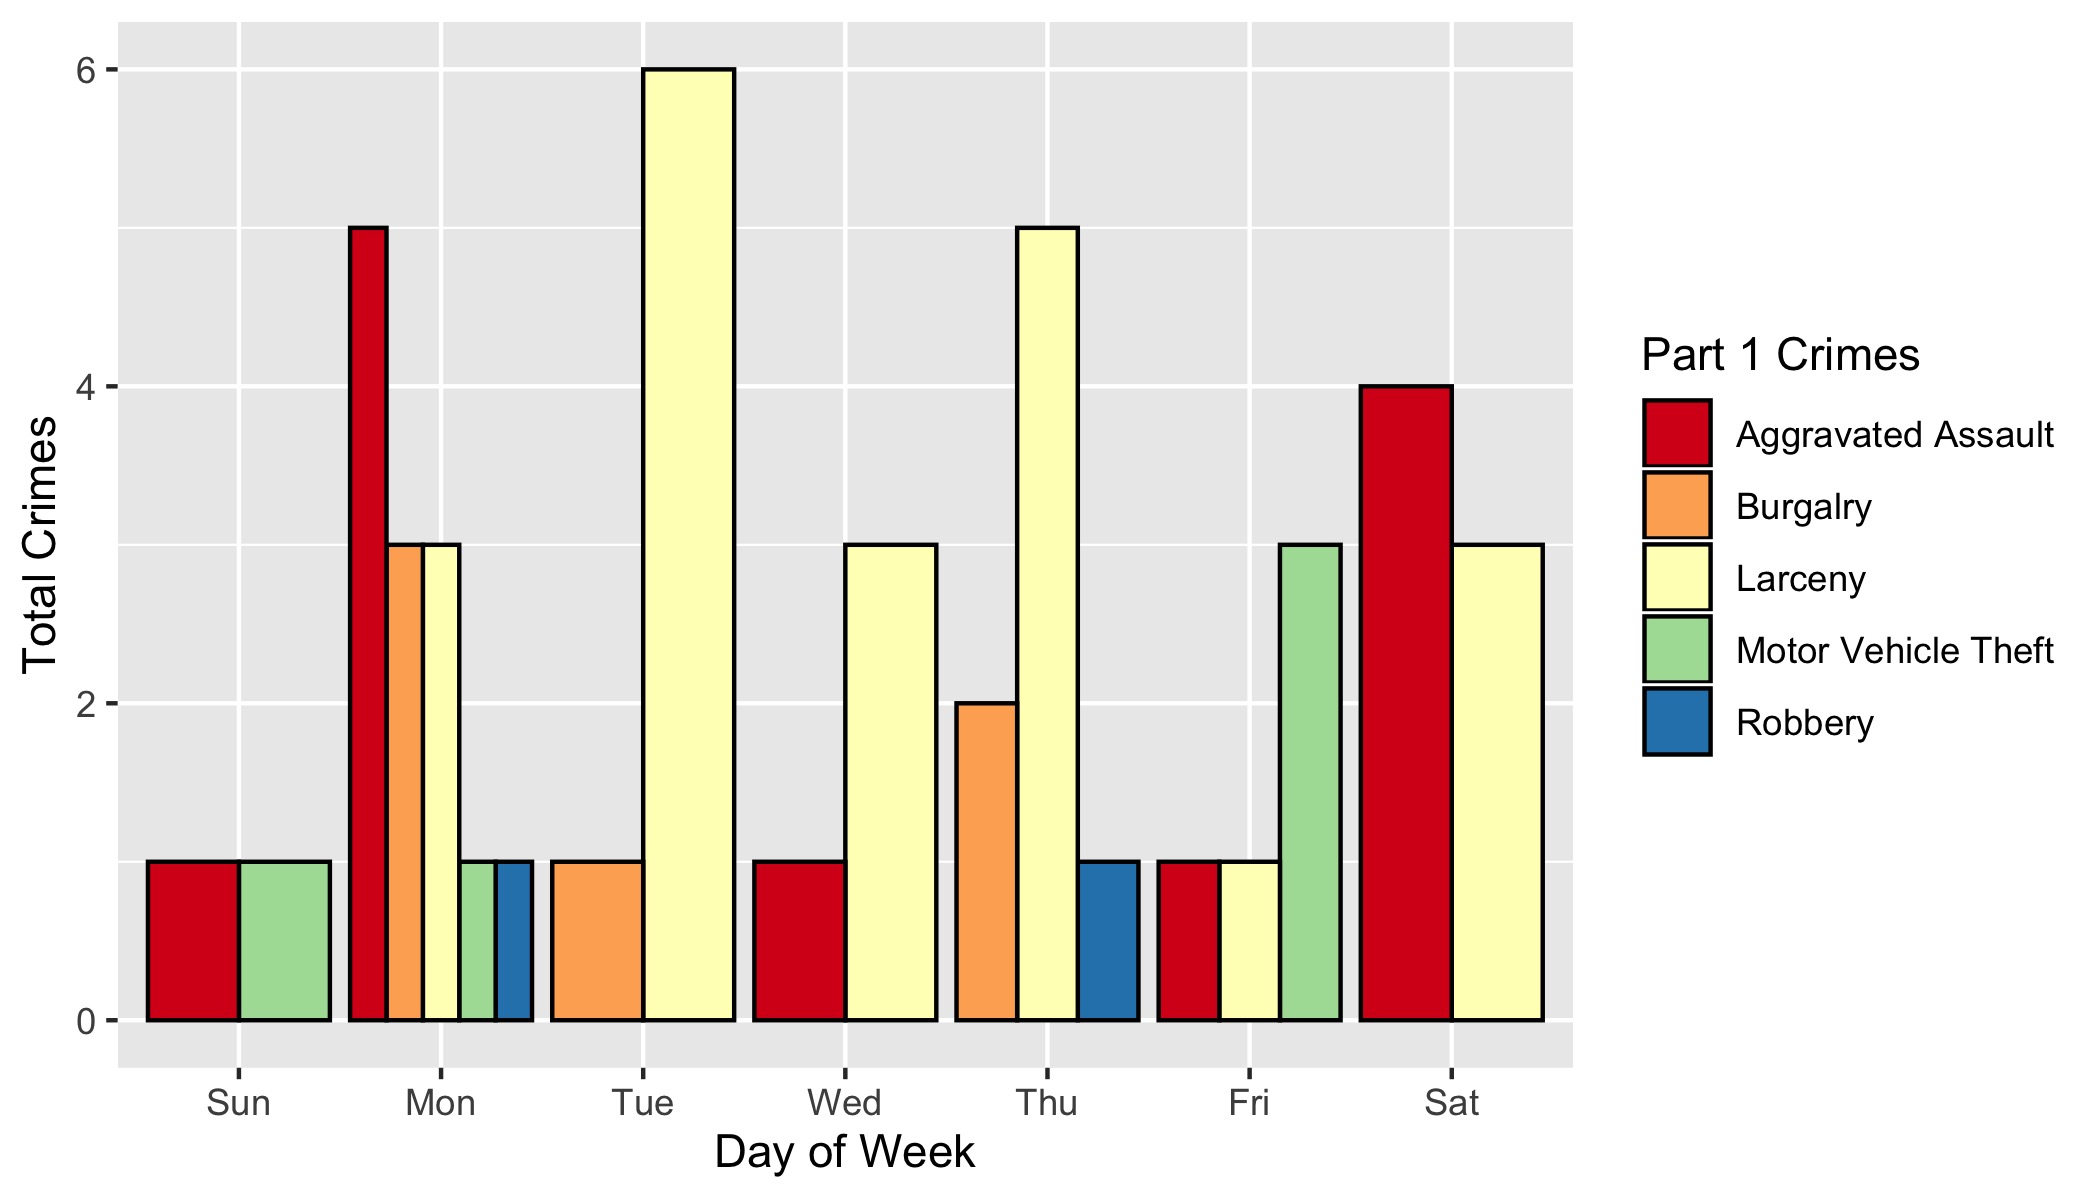 6
4
2
0
Total Crimes
Sun Mon Tue Wed Thu Fri Sat
Day of Week
Part 1 Crimes
Aggravated Assault
Burgalry
Larceny
Motor Vehicle Theft
Robbery